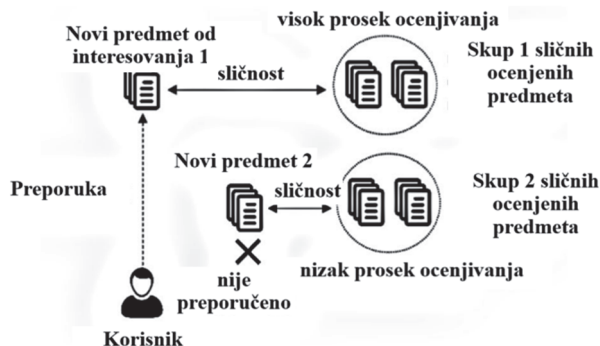 visok prosek ocenjivanja
Novi predmet od
interesovanja 1
sličnost
Skup 1 sličnih
ocenjenih
predmeta
Preporuka
Novi predmet 2
sličnost
Skup 2 sličnih
ocenjenih
predmeta
nije
preporučeno
nizak prosek ocenjivanja
Korisnik